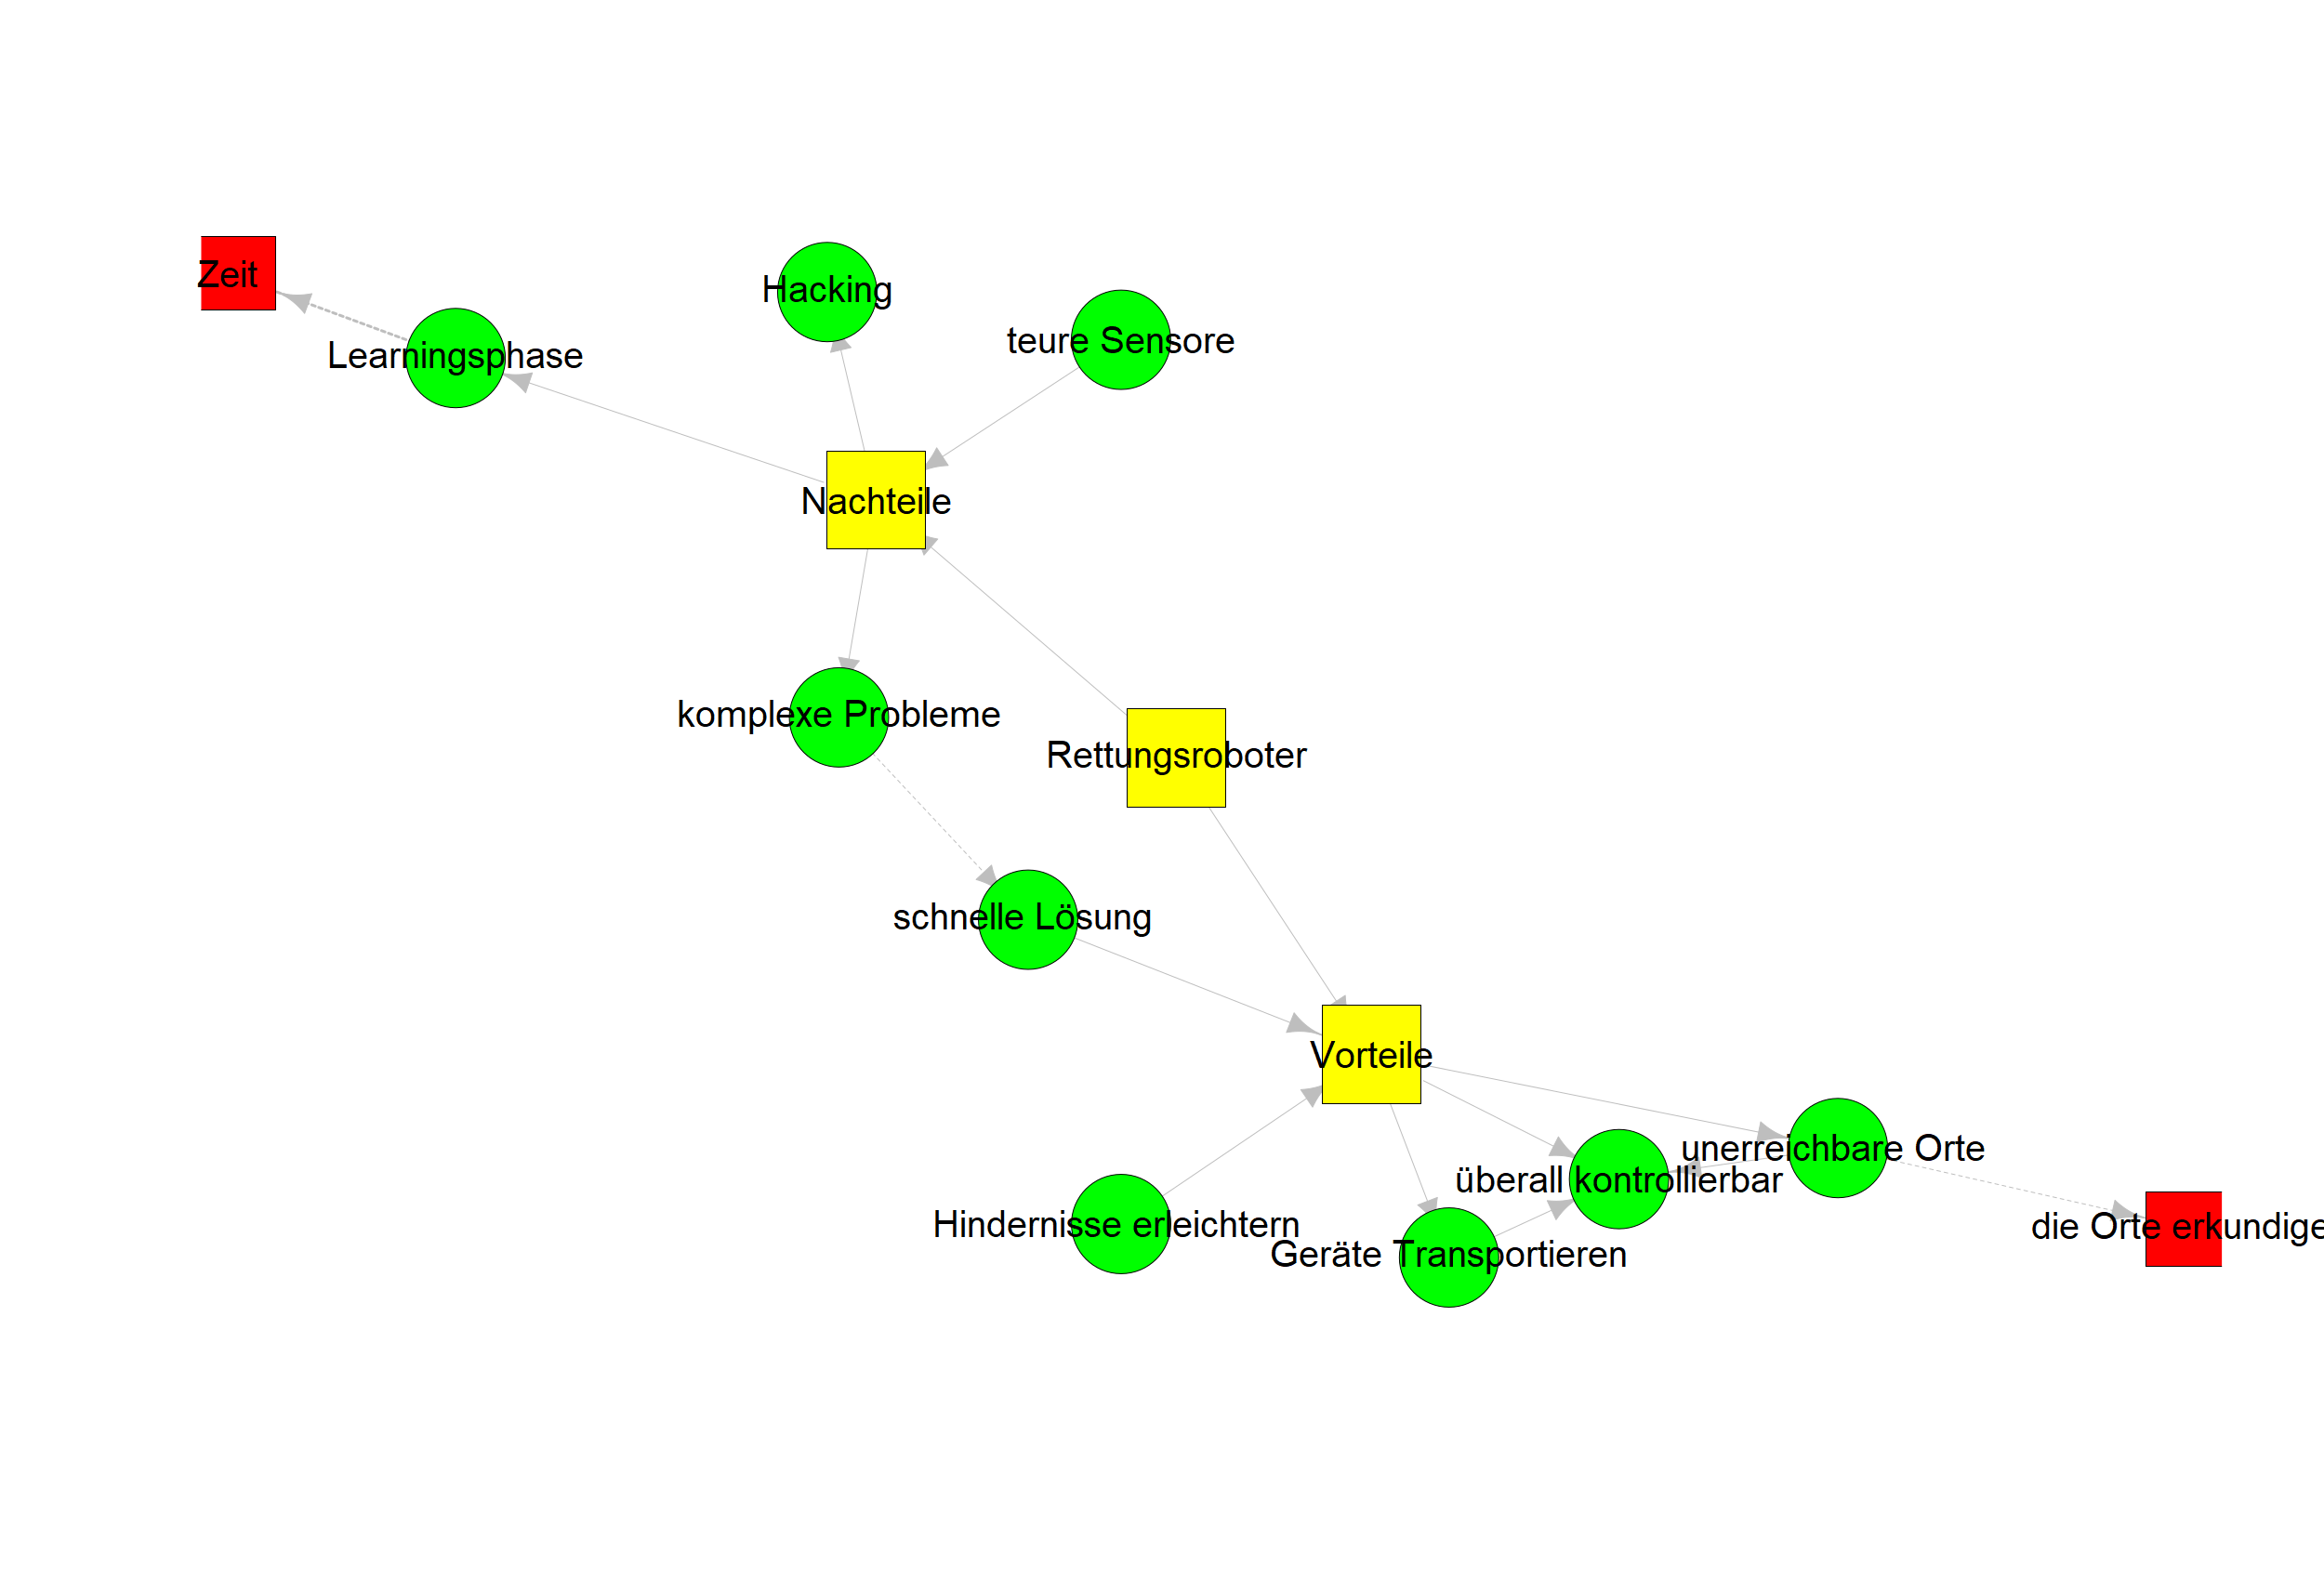 Zeit
Hacking
teure Sensore
Learningsphase
Nachteile
komplexe Probleme
Rettungsroboter
schnelle Lösung
Vorteile
unerreichbare Orte
überall kontrollierbar
Hindernisse erleichtern
die Orte erkundige
Geräte Transportieren